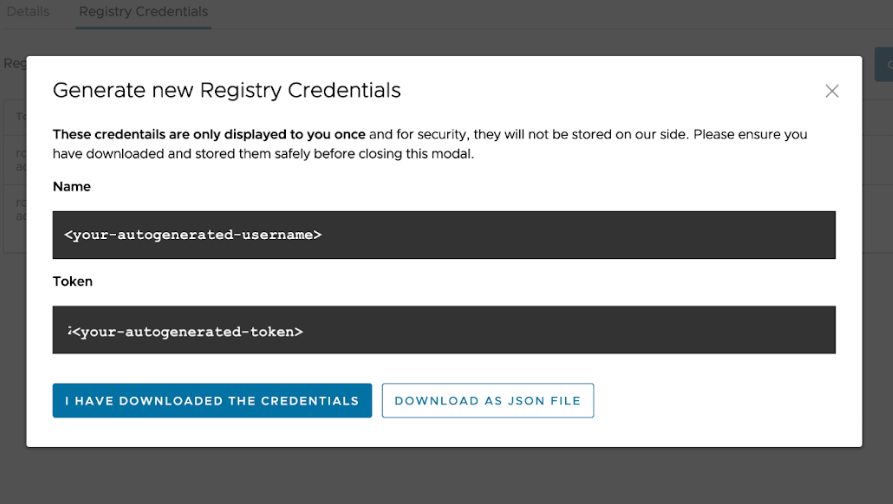 Details Registry Credentials
Reg
Generate new Registry Credentials
These credentails are only displayed to you once and for security, they will not be stored on our side. Please ensure you
have downloaded and stored them safely before closing this modal.
Name
<your-autogenerated-username>
Token
<your-autogenerated-token>
I HAVE DOWNLOADED THE CREDENTIALS DOWNLOAD AS JSON FILE